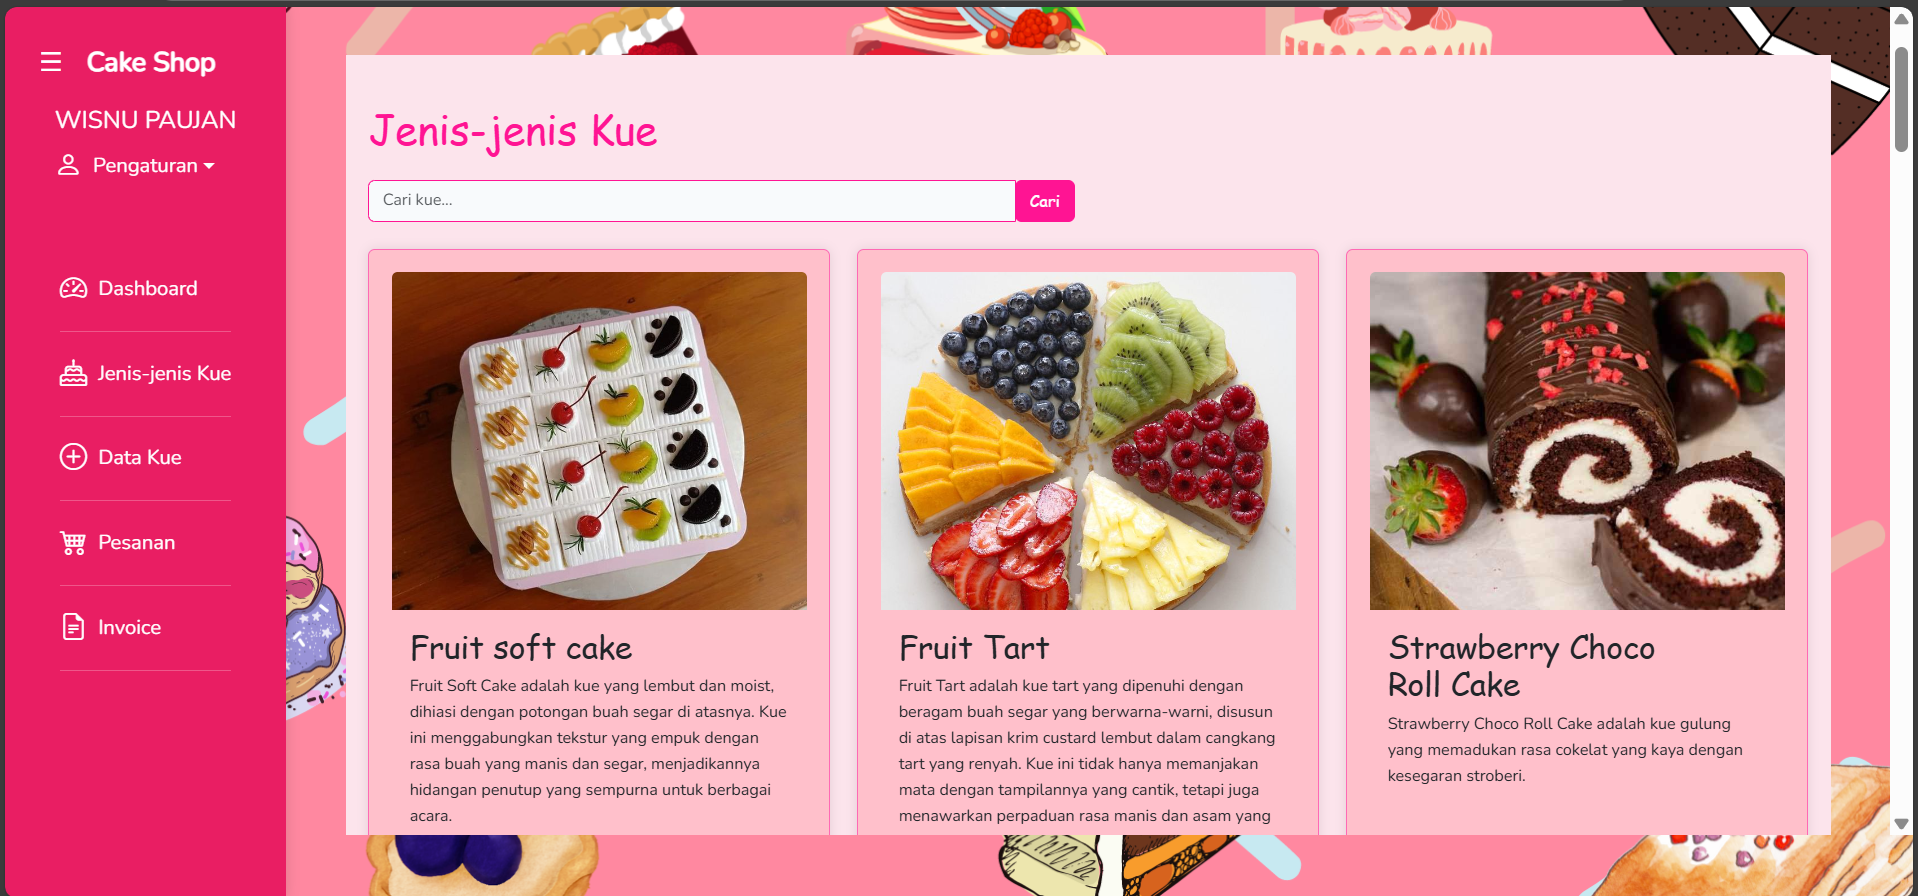 Cake Shop
WISNU PAUJAN
Pengaturan
Dashboard
Jenis-jenis Kue
Data Kue
Pesanan
Invoice
Jenis-jenis Kue
Cari kue...
Cari
Fruit soft cake
Fruit Soft Cake adalah kue yang lembut dan moist,
dihiasi dengan potongan buah segar di atasnya. Kue
ini menggabungkan tekstur yang empuk dengan
rasa buah yang manis dan segar, menjadikannya
hidangan penutup yang sempurna untuk berbagai
acara.
Fruit Tart
Fruit Tart adalah kue tart yang dipenuhi dengan
beragam buah segar yang berwarna-warni, disusun
di atas lapisan krim custard lembut dalam cangkang
tart yang renyah. Kue ini tidak hanya memanjakan
mata dengan tampilannya yang cantik, tetapi juga
menawarkan perpaduan rasa manis dan asam yang
Strawberry Choco
Roll Cake
Strawberry Choco Roll Cake adalah kue gulung
yang memadukan rasa cokelat yang kaya dengan
kesegaran stroberi.